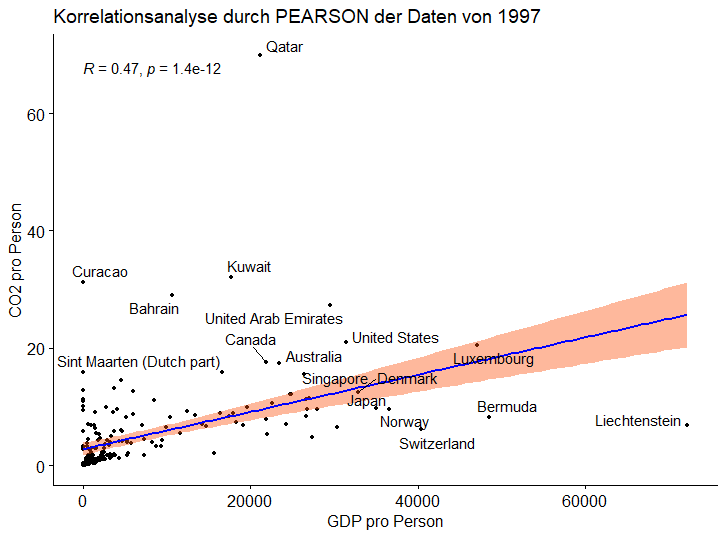 Korrelationsanalyse durch PEARSON der Daten von 1997
Qatar
R = 0.47, p = 1.4e-12
60
Kuwait
Curacao
40
Bahrain
United Arab Emirates
Canada
United States
Sint Maarten (Dutch part)
Australia
Luxembourg
20
Singapore Denmark
Japan
Bermuda
Norway
Liechtenstein
Switzerland
0
CO2 pro Person
0 20000 40000 60000
GDP pro Person